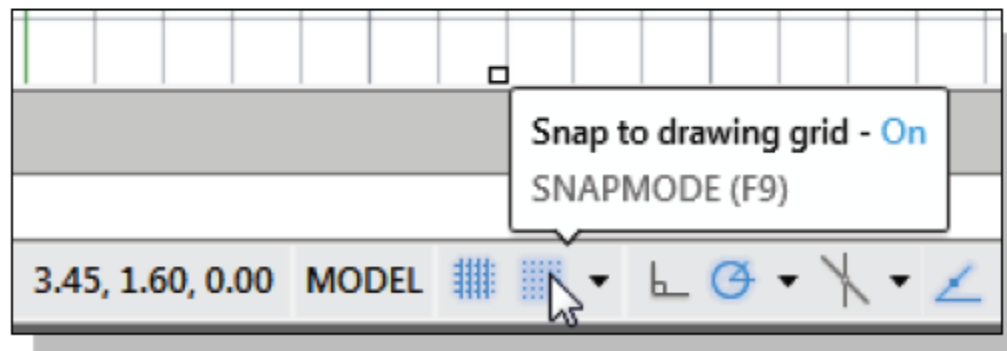 Snap to drawing grid - On
SNAPMODE (F9)
3.45, 1.60, 0.00 MODEL